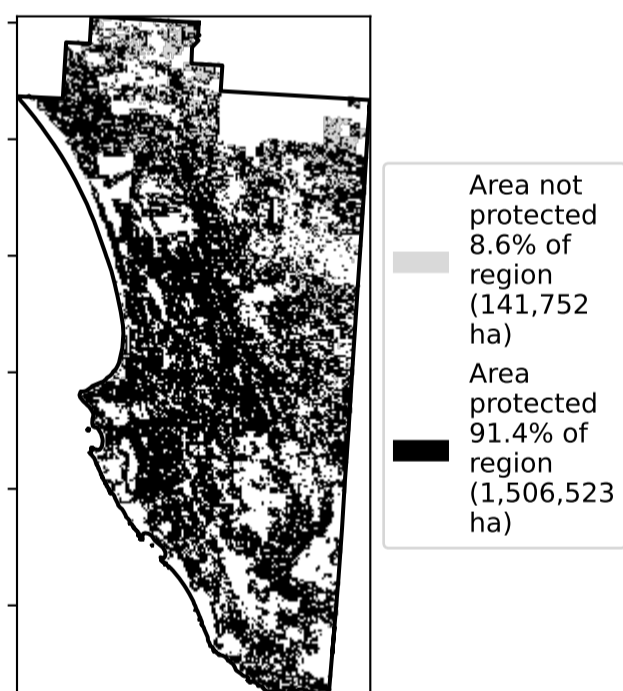 Area not
protected
8.6% of
region
(141,752
ha)
Area
protected
91.4% of
region
(1,506,523
ha)